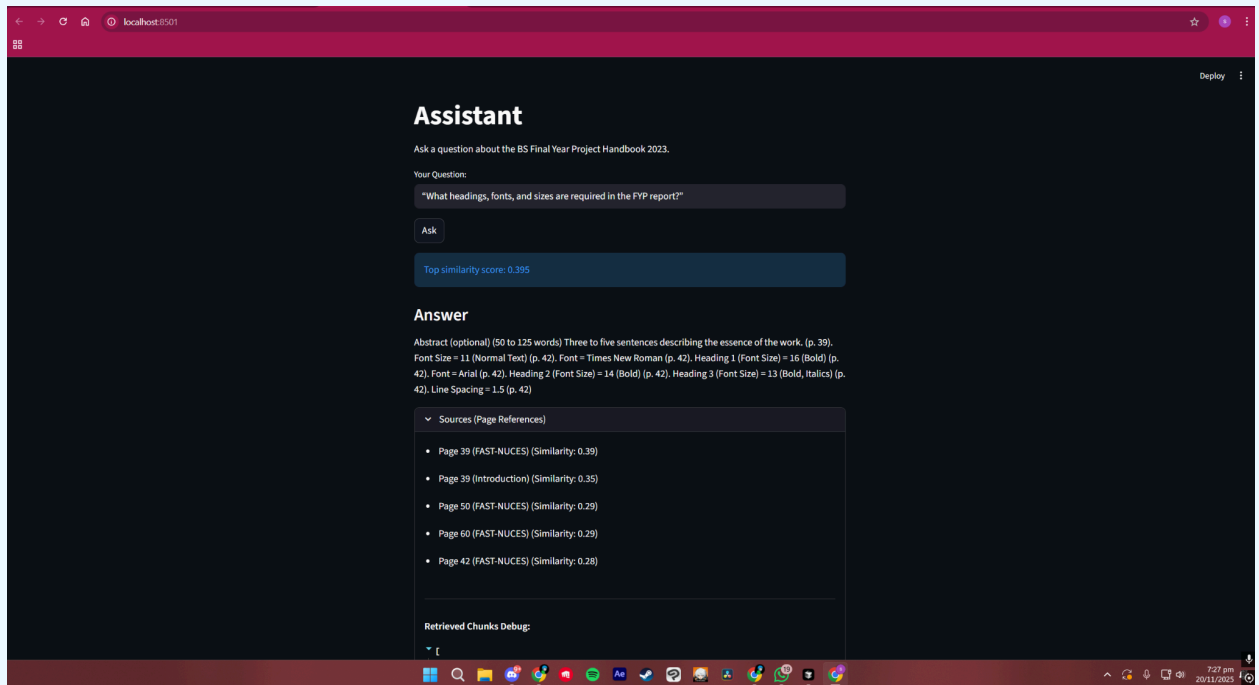 localhost:8501
Deploy
Assistant
Ask a question about the BS Final Year Project Handbook 2023.
Your Question:
"What headings, fonts, and sizes are required in the FYP report?"
Ask
Top similarity score: 0.395
Answer
Abstract (optional) (50 to 125 words) Three to five sentences describing the essence of the work. (p. 39).
Font Size = 11 (Normal Text) (p. 42). Font = Times New Roman (p. 42). Heading 1 (Font Size) = 16 (Bold) (p.
42). Font = Arial (p. 42). Heading 2 (Font Size) = 14 (Bold) (p. 42). Heading 3 (Font Size) = 13 (Bold, Italics) (p.
42). Line Spacing = 1.5 (p. 42)
Sources (Page References)
• Page 39 (FAST-NUCES) (Similarity: 0.39)
• Page 39 (Introduction) (Similarity: 0.35)
• Page 50 (FAST-NUCES) (Similarity: 0.29)
• Page 60 (FAST-NUCES) (Similarity: 0.29)
• Page 42 (FAST-NUCES) (Similarity: 0.28)
Retrieved Chunks Debug:
[
Ae
7:27 pm
20/11/2025